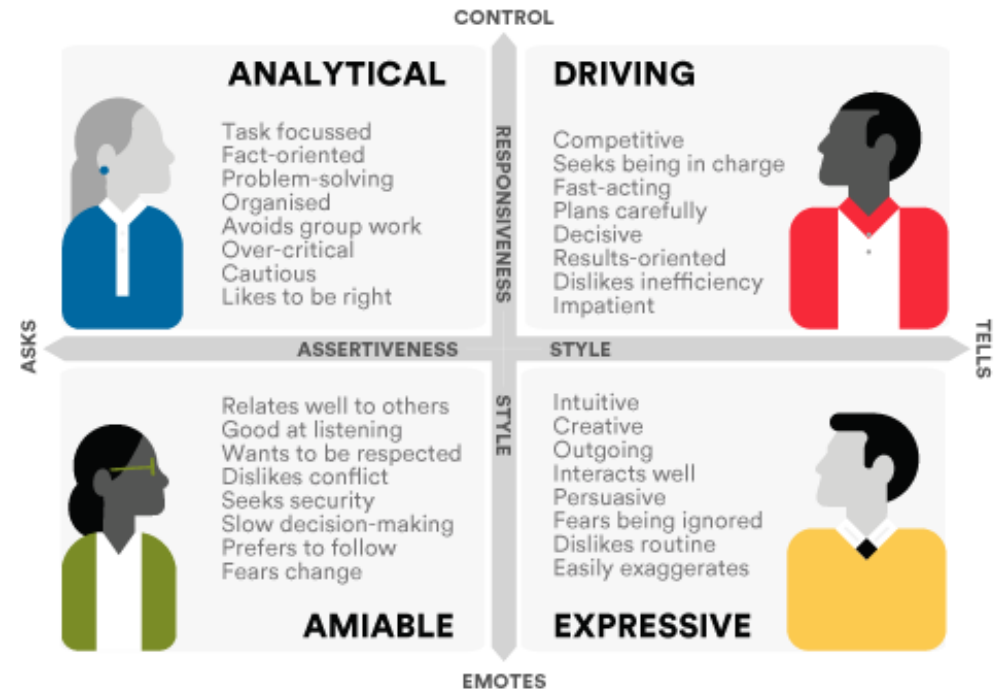 CONTROL
ANALYTICAL
Task focussed
Fact-oriented
Problem-solving
Organised
Avoids group work
Over-critical
Cautious
Likes to be right
DRIVING
Competitive
Seeks being in charge
Fast-acting
Plans carefully
Decisive
Results-oriented
Dislikes inefficiency
Impatient
RESPONSIVENESS
STYLE
ASKS
ASSERTIVENESS STYLE
TELLS
Relates well to others
Good at listening
Wants to be respected
Dislikes conflict
Seeks security
Slow decision-making
Prefers to follow
Fears change
AMIABLE
Intuitive
Creative
Outgoing
Interacts well
Persuasive
Fears being ignored
Dislikes routine
Easily exaggerates
EXPRESSIVE
EMOTES